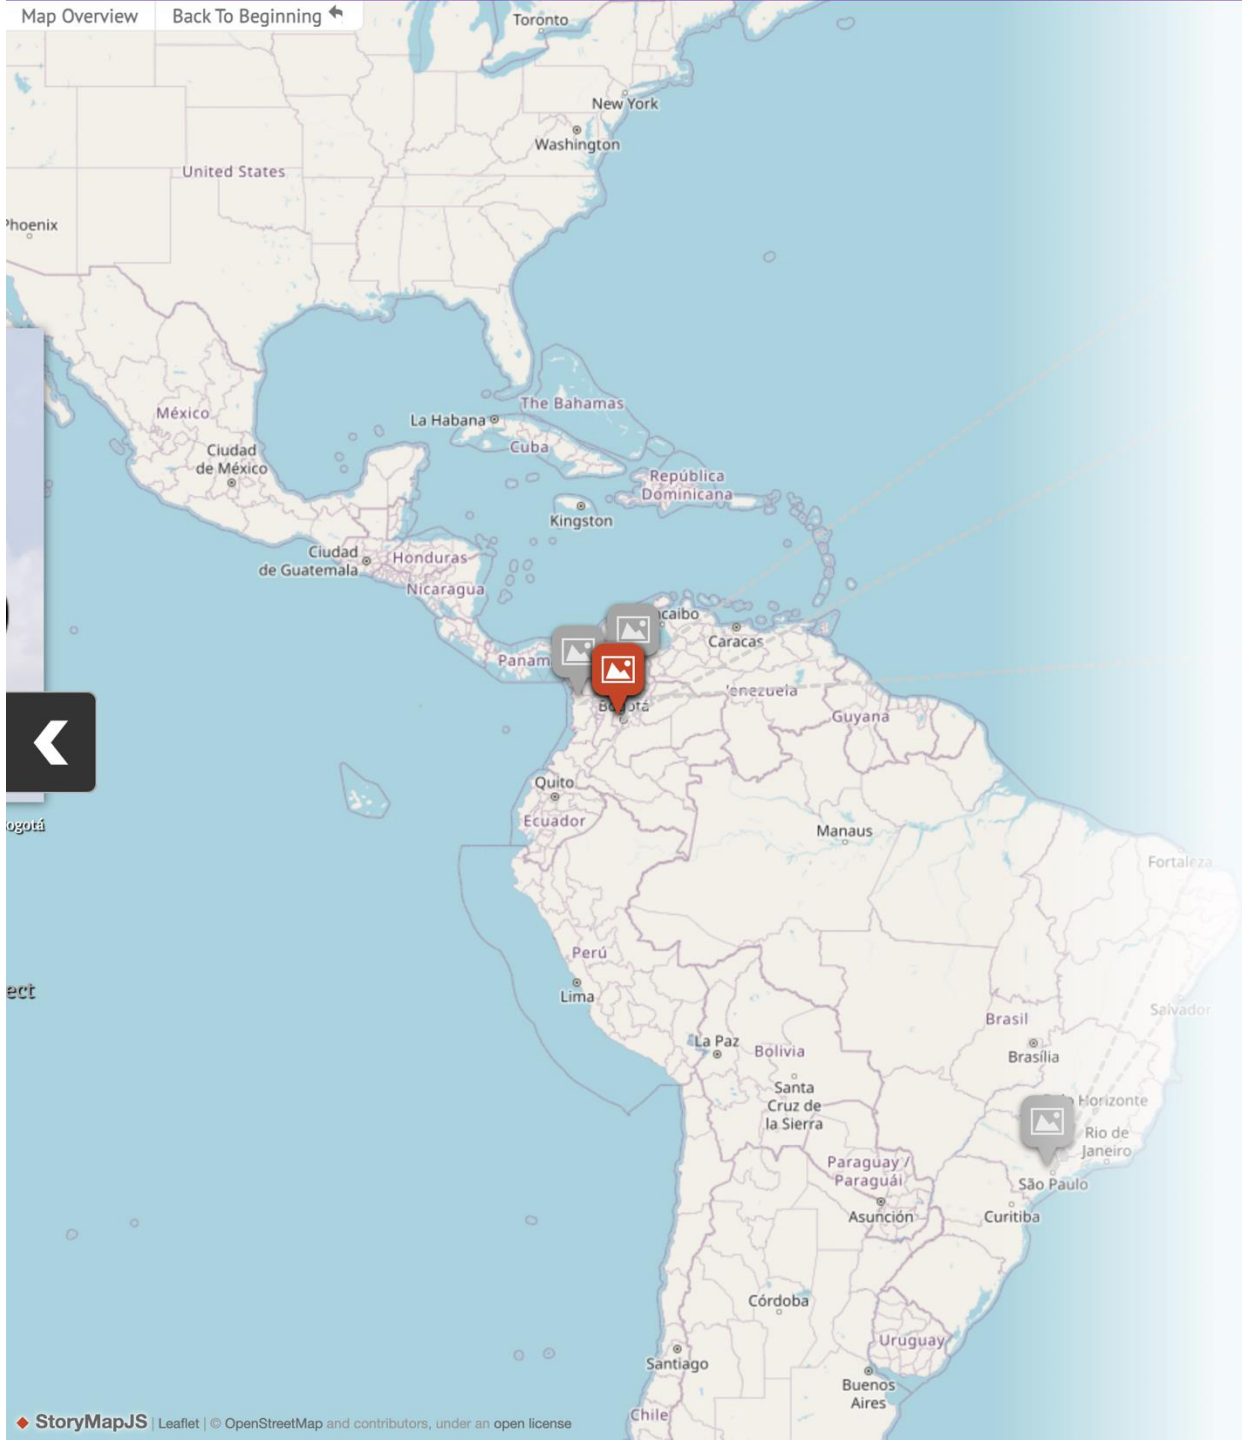 Map Overview
Back To Beginning
Toronto
New York
Washington
United States
Phoenix
The Bahamas
La Habana
México
Cuba
Ciudad
de México
República
Dominicana
Kingston
Ciudad
de Guatemala
Honduras
Nicaragua
caibo
Caracas
Panam
Bogotá
enezuela
Guyana
Quito
Ecuador
ogotá
Manaus
Fortaleza
Perú
ect
Lima
Salvador
Brasil
La Paz
Bolivia
Brasília
Santa
Cruz de
la Sierra
Horizonte
Rio de
Janeiro
Paraguay /
Paraguái
São Paulo
Asunción
Curitiba
Córdoba
Uruguay
Santiago
Buenos
Aires
Chile
StoryMapJS | Leaflet | © OpenStreetMap and contributors, under an open license